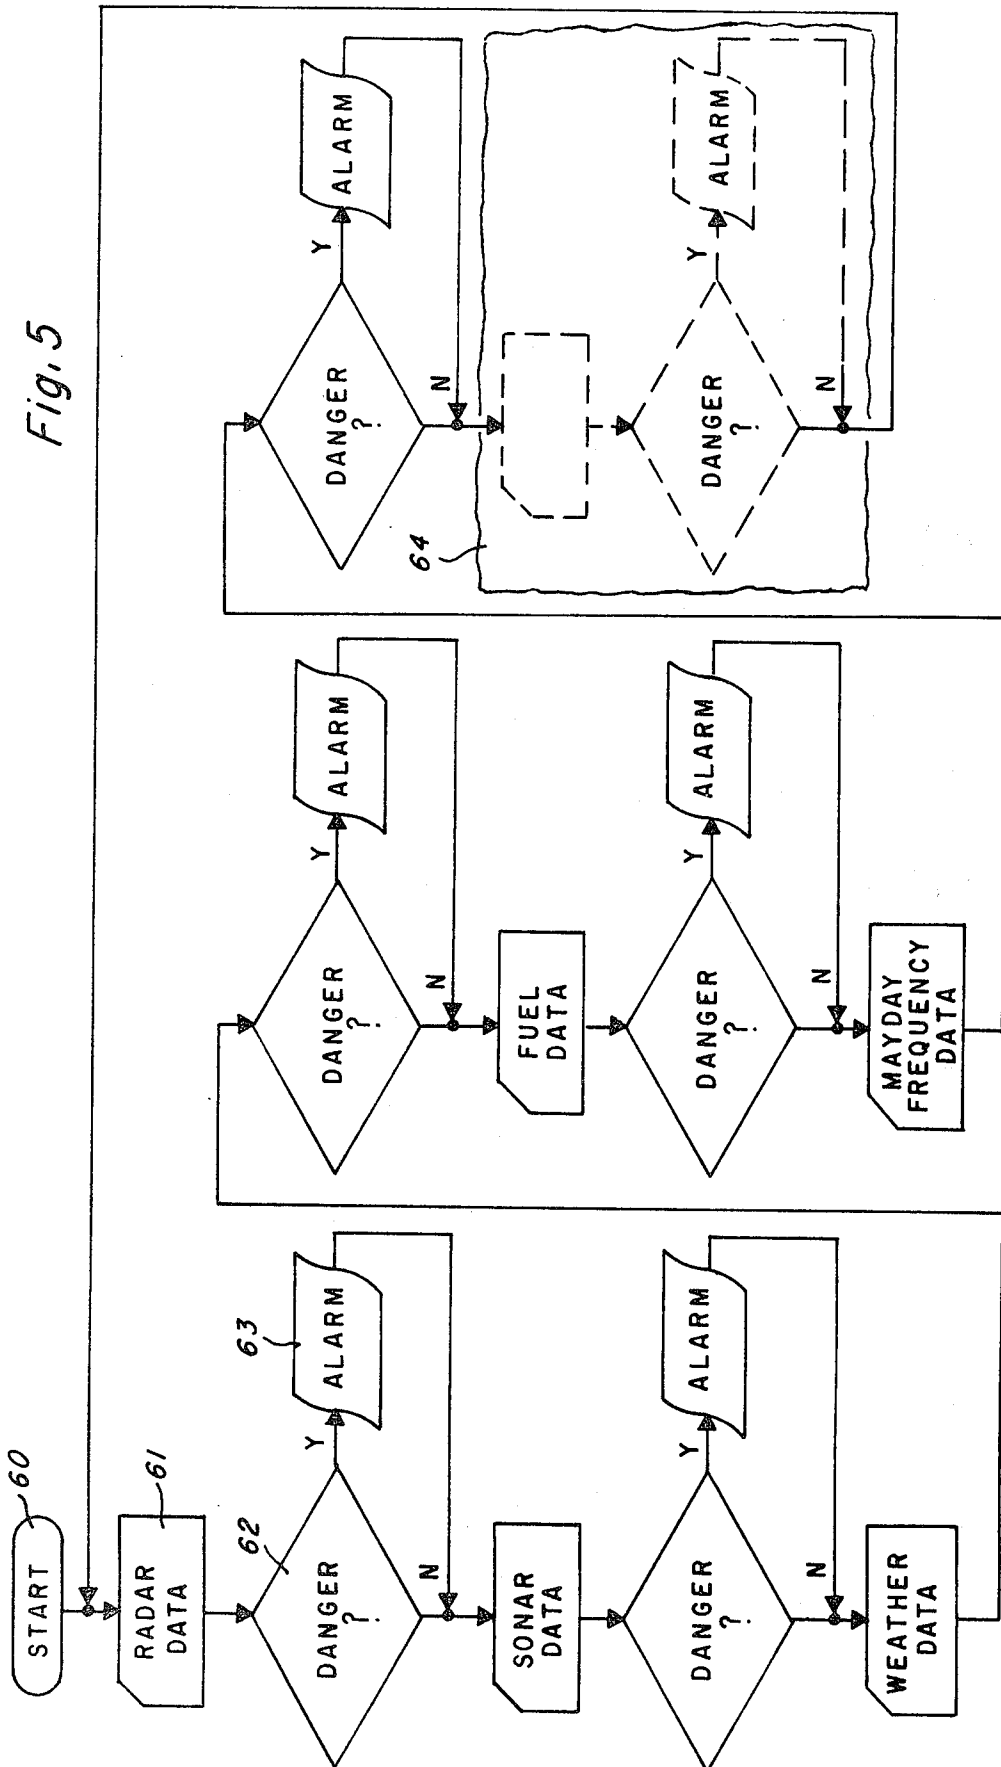 Fig. 5
START
60
RADAR
DATA
61
DANGER
?
62
Y
ALARM
63
N
SONAR
DATA
DANGER
?
Y
ALARM
N
WEATHER
DATA
DANGER
?
Y
ALARM
N
FUEL
DATA
DANGER
?
Y
ALARM
N
MAYDAY
FREQUENCY
DATA
DANGER
?
Y
ALARM
N
64
DANGER
?
Y
ALARM
N